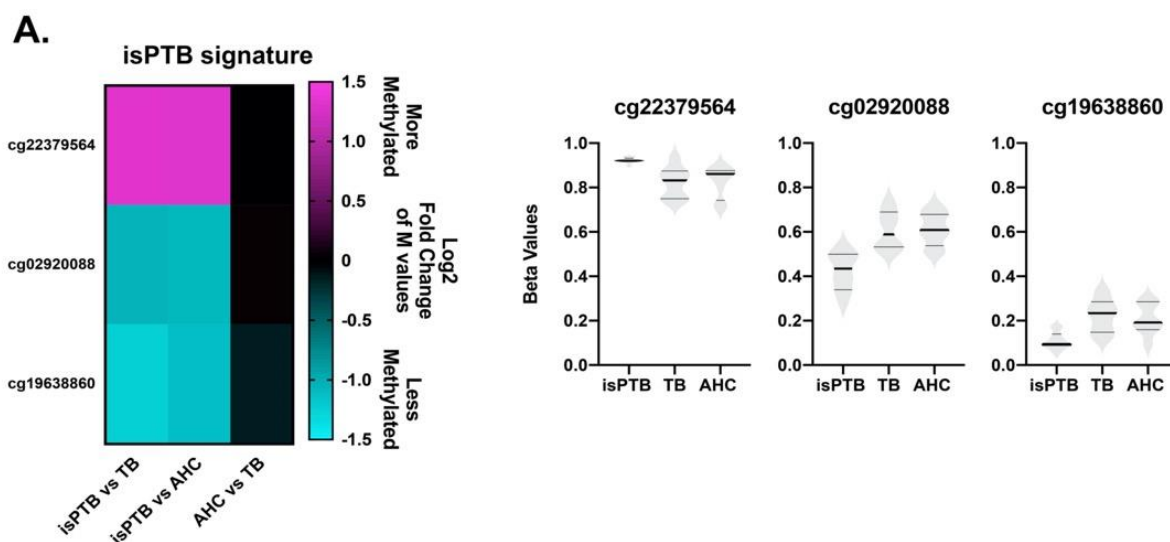 A.
isPTB signature
cg22379564
cg02920088
cg19638860
isPTB vs TB
isPTB vs AHC
AHC vs TB
1.5
1.0
0.5
0
-0.5
-1.0
-1.5
More
Methylated
Log2
Fold Change
of M values
Less
Methylated
Beta Values
cg22379564
1.0
0.8
0.6
0.4
0.2
0.0
isPTB TB AHC
cg02920088
1.0
0.8
0.6
0.4
0.2
0.0
isPTB TB AHC
cg19638860
1.0
0.8
0.6
0.4
0.2
0.0
isPTB TB AHC